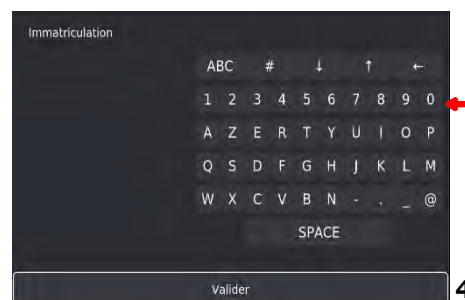 Immatriculation
ABC # ↓ ↑ ←
1 2 3 4 5 6 7 8 9 0
A Z E R T Y U I O P
Q S D F G H J K L M
W X C V B N - . _ @
SPACE
Valider
4